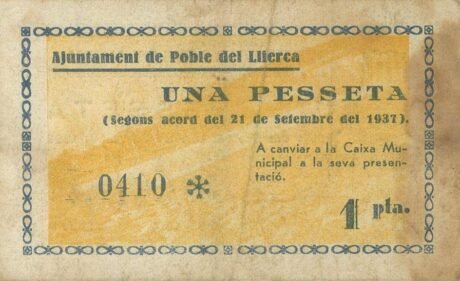 Ajuntament de Poble del Llierca
UNA PESSETA
(Segons acord del 21 de Setembre del 1937).
A canviar a la Caixa Mu-
nicipal a la seva presen-
tació.
0410 *
1 pta.